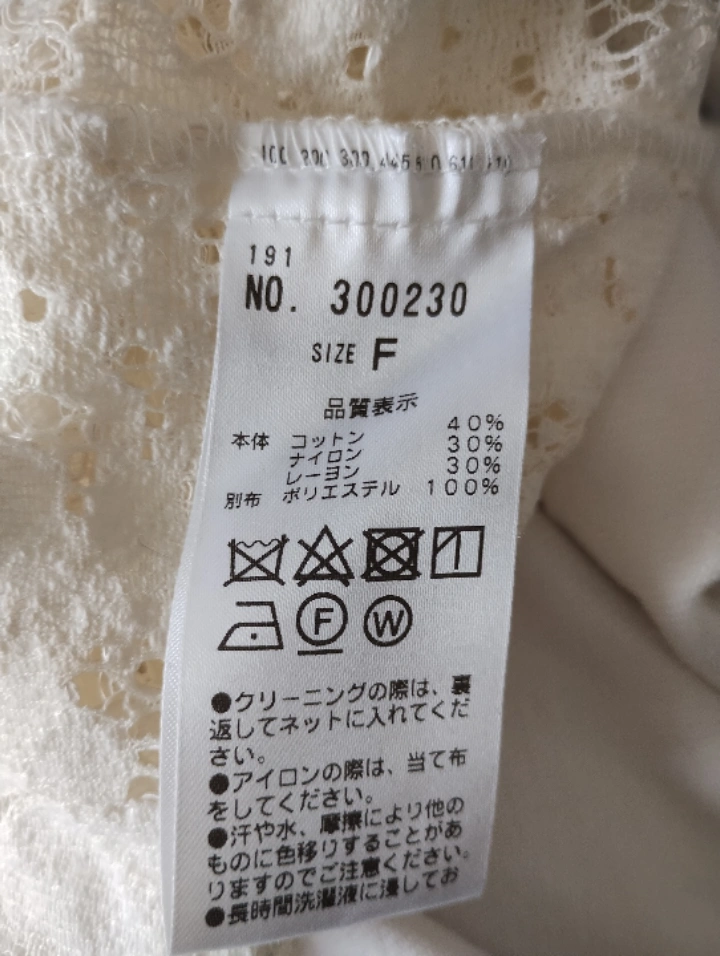 191
NO. 300230
SIZE F
品質表示
本体 コットン 40%
ナイロン 30%
レーヨン 30%
別布 ポリエステル 100%
F W
●クリーニングの際は、裏
返してネットに入れてくだ
さい。
●アイロンの際は、当て布
をしてください。
●汗や水、摩擦により他の
ものに色移りすることがあ
りますのでご注意ください。
●長時間洗濯液に浸してお